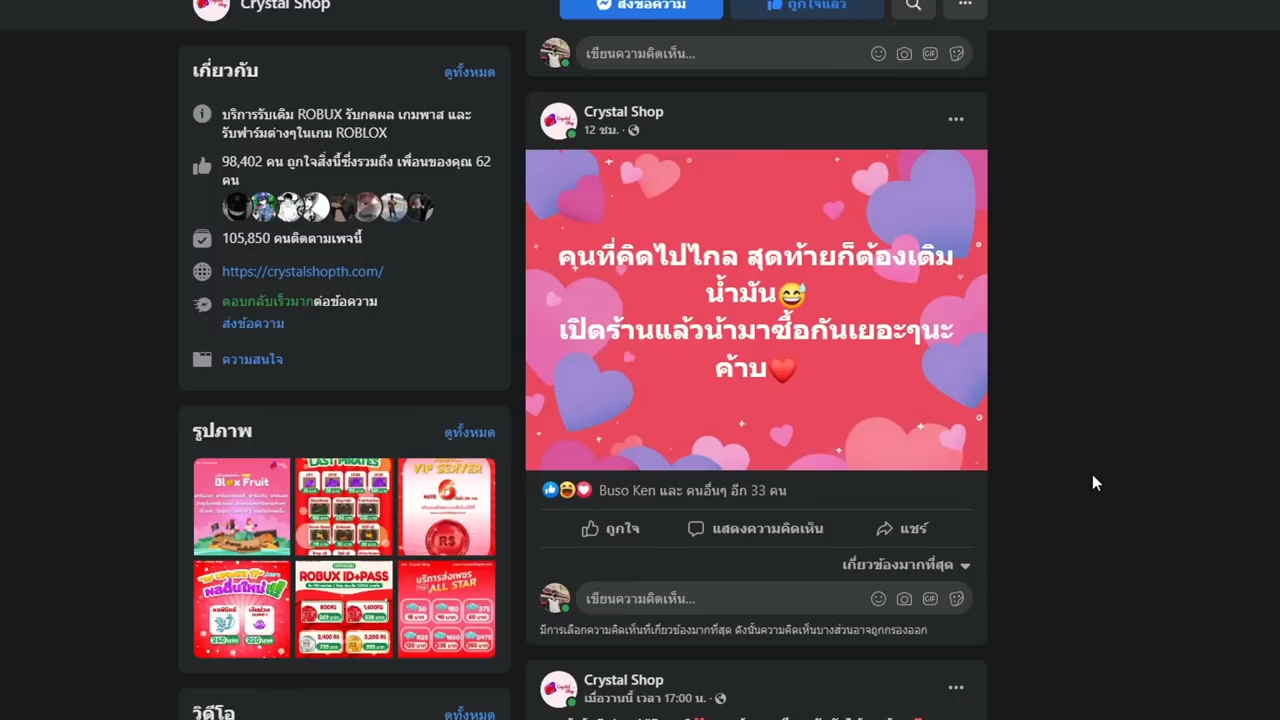 Crystal Shop
ส่งข้อความ
ถูกใจแล้ว
เกี่ยวกับ
ดูทั้งหมด
บริการรับเติม ROBUX รับกดผล เกมพาส และ
รับฟาร์มต่างๆในเกม ROBLOX
98,402 คน ถูกใจสิ่งนี้ซึ่งรวมถึง เพื่อนของคุณ 62
คน
105,850 คนติดตามเพจนี้
https://crystalshopth.com/
ตอบกลับเร็วมากต่อข้อความ
ส่งข้อความ
ความสนใจ
รูปภาพ
ดูทั้งหมด
Blox Fruit
LAST PIRATES
VIP SERVER
RATE 6
R$
ผลตื่นใหม่
260 บาท
220 บาท
ROBUX ID+PASS
บริการส่งเพชร
ALL STAR
วิดีโอ
ดูทั้งหมด
เขียนความคิดเห็น...
Crystal Shop
12 ชม. ·
คนที่คิดไปไกล สุดท้ายก็ต้องเติม
น้ำมัน😅
เปิดร้านแล้วน้ามาซื้อกันเยอะๆนะ
ค้าบ❤️
Buso Ken และ คนอื่นๆ อีก 33 คน
ถูกใจ
แสดงความคิดเห็น
แชร์
เกี่ยวข้องมากที่สุด
เขียนความคิดเห็น...
มีการเลือกความคิดเห็นที่เกี่ยวข้องมากที่สุด ดังนั้นความคิดเห็นบางส่วนอาจถูกกรองออก
Crystal Shop
เมื่อวานนี้ เวลา 17:00 น. ·